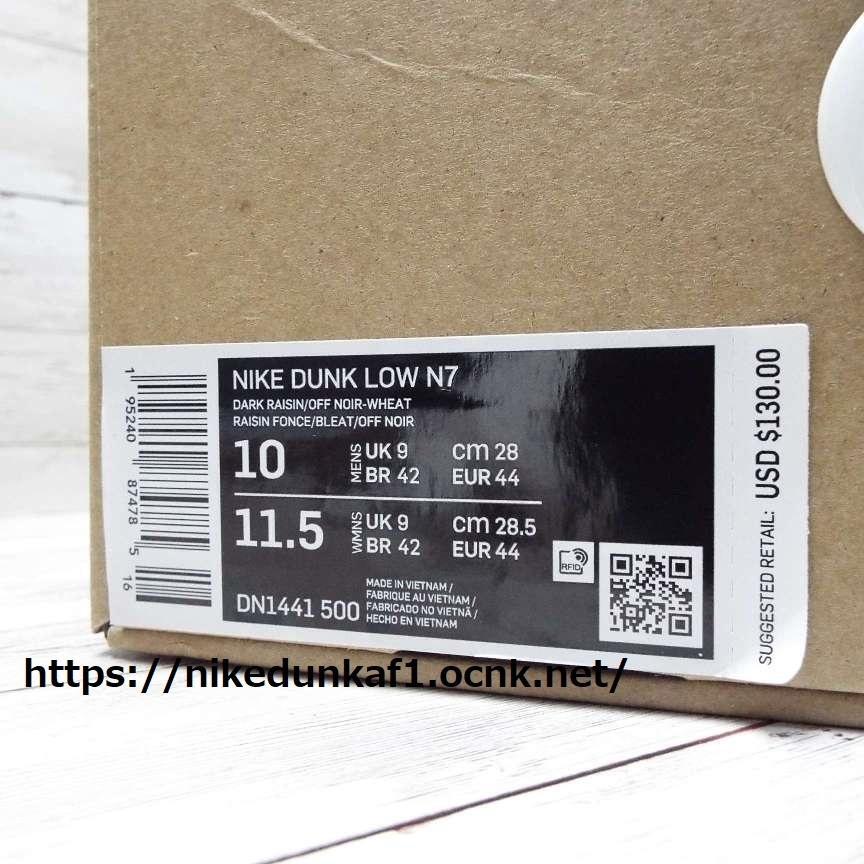 NIKE DUNK LOW N7
DARK RAISIN/OFF NOIR-WHEAT
RAISIN FONCE/BLEAT/OFF NOIR
10 MENS UK 9 cm 28
BR 42 EUR 44
11.5 WMNS UK 9 cm 28.5
BR 42 EUR 44
RFID
DN1441 500
MADE IN VIETNAM /
FABRIQUE AU VIETNAM /
FABRICADO NO VIETNÃ /
HECHO EN VIETNAM
1 95240 87478 5 16
SUGGESTED RETAIL: USD $130.00
https://nikedunkaf1.ocnk.net/